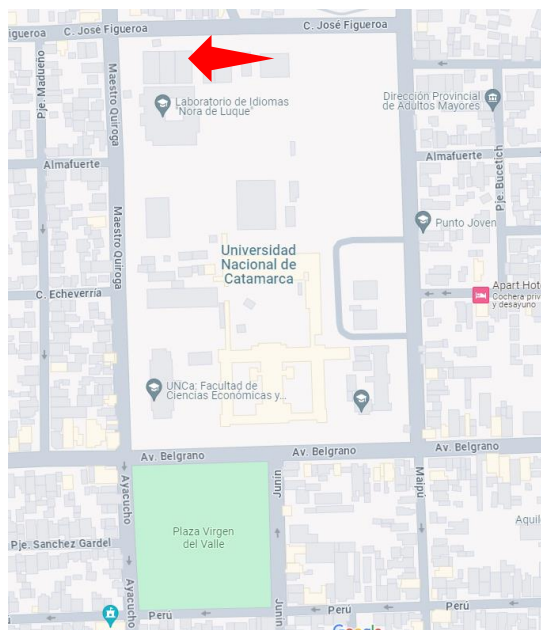 C. José Figueroa
C. José Figueroa
igueroa
Pje. Madueño
Maestro Quiroga
Laboratorio de Idiomas
"Nora de Luque"
Dirección Provincial
de Adultos Mayores
Almafuerte
Almafuerte
Pje. Bucetich
Maestro Quiroga
Punto Joven
Universidad
Nacional de
Catamarca
C. Echeverría
Apart Hote
Cochera priv
y desayuno
UNCa: Facultad de
Ciencias Económicas y...
Av. Belgrano
Av. Belgrano
Av. Belgrano
Ayacucho
Junín
Maipú
Plaza Virgen
del Valle
Aquil
Pje. Sanchez Gardel
Ayacucho
Junín
Perú
Perú
Perú
Google